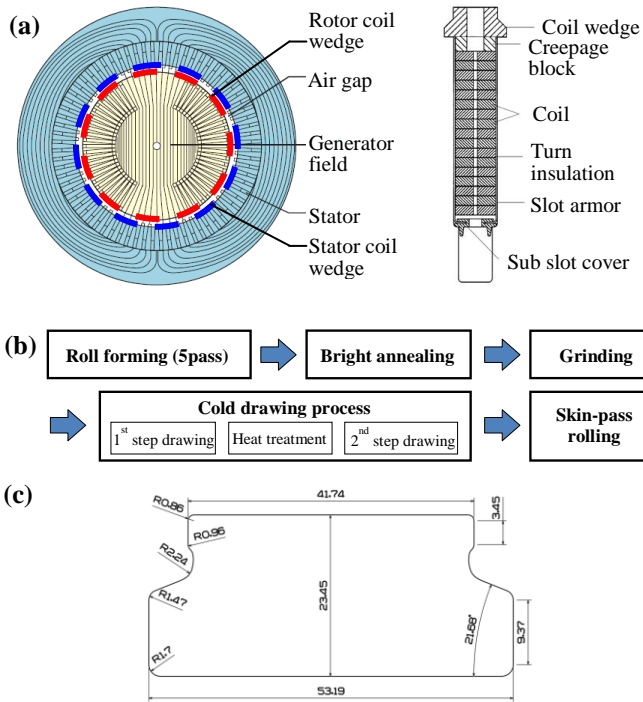 (a)
Rotor coil
wedge
Air gap
Generator
field
Stator
Stator coil
wedge
Coil wedge
Creepage
block
Coil
Turn
insulation
Slot armor
Sub slot cover
(b)
Roll forming (5pass)
Bright annealing
Grinding
Cold drawing process
1st step drawing
Heat treatment
2nd step drawing
Skin-pass
rolling
(c)
41.74
3.45
R0.86
R0.96
R2.24
R1.47
23.45
21.68°
9.37
R1.7
53.19